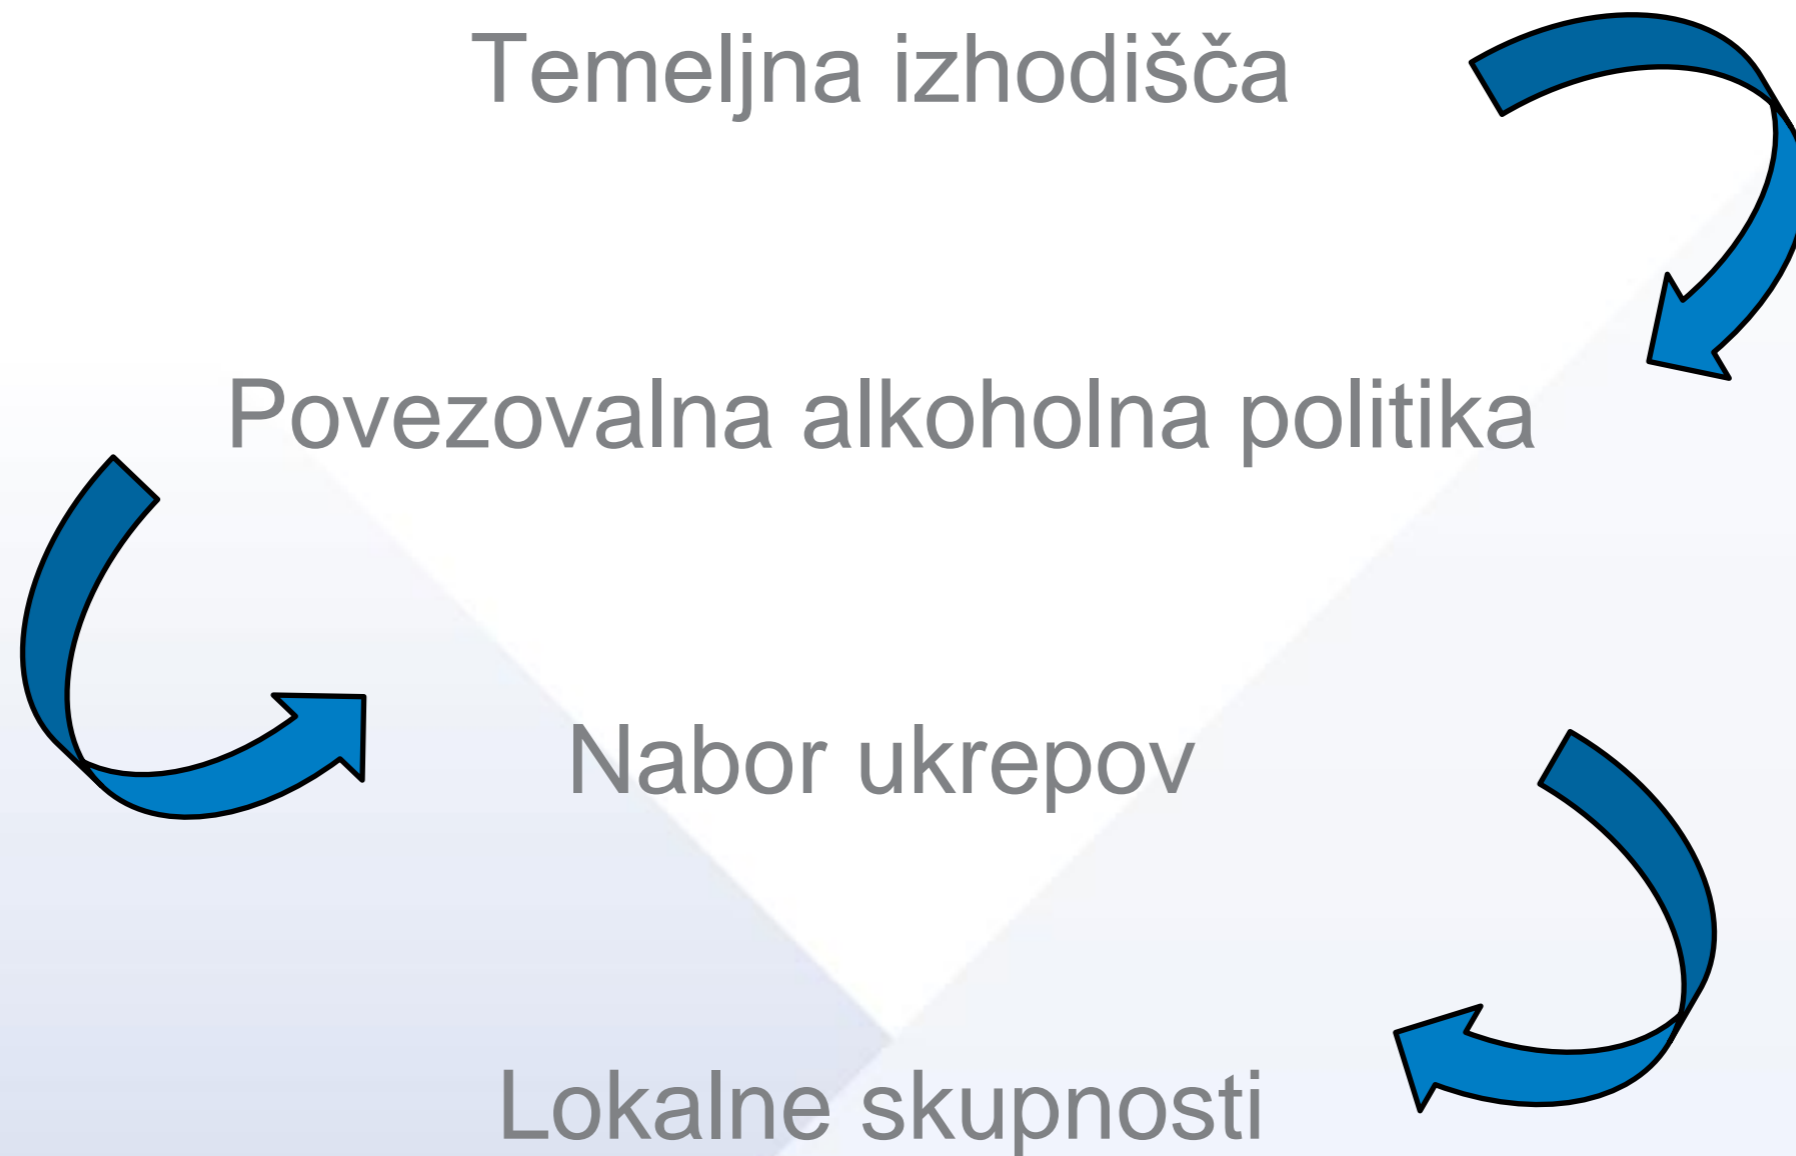 Temeljna izhodišča
Povezovalna alkoholna politika
Nabor ukrepov
Lokalne skupnosti